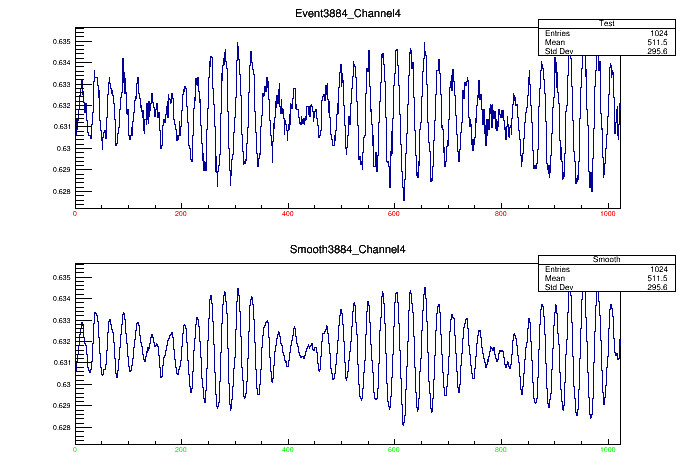 Event3884_Channel4
Test
Entries 1024
Mean 511.5
Std Dev 295.6
0.635
0.634
0.633
0.632
0.631
0.63
0.629
0.628
0 200 400 600 800 1000
Smooth3884_Channel4
Smooth
Entries 1024
Mean 511.5
Std Dev 295.6
0.635
0.634
0.633
0.632
0.631
0.63
0.629
0.628
0 200 400 600 800 1000